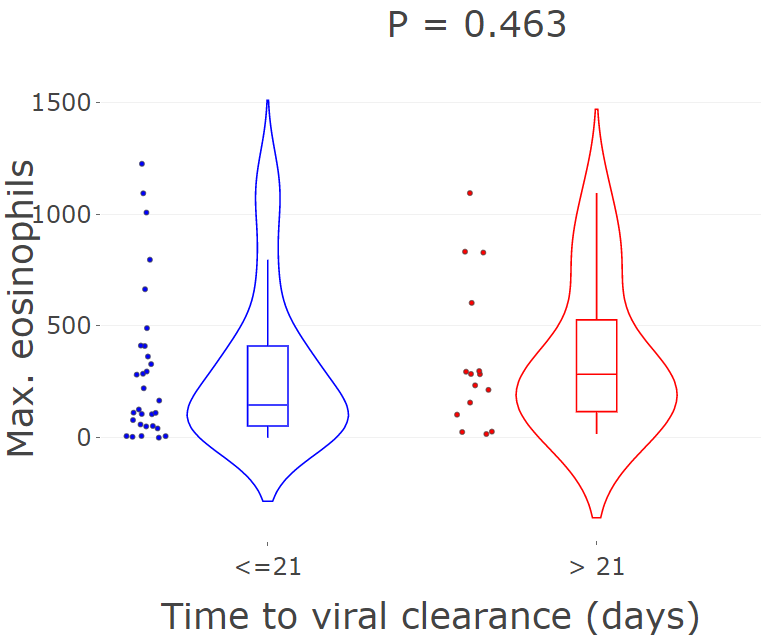 P = 0.463
Max. eosinophils
1500
1000
500
0
<=21
> 21
Time to viral clearance (days)